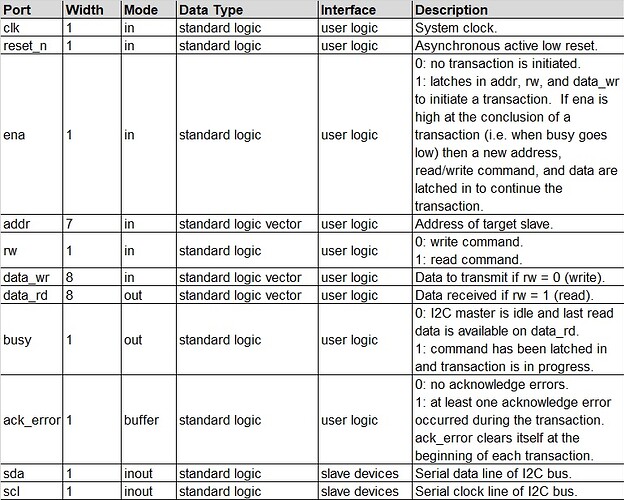 Port Width Mode Data Type Interface Description
clk 1 in standard logic user logic System clock.
reset_n 1 in standard logic user logic Asynchronous active low reset.
ena 1 in standard logic user logic 0: no transaction is initiated.
1: latches in addr, rw, and data_wr
to initiate a transaction. If ena is
high at the conclusion of a
transaction (i.e. when busy goes
low) then a new address,
read/write command, and data are
latched in to continue the
transaction.
addr 7 in standard logic vector user logic Address of target slave.
rw 1 in standard logic user logic 0: write command.
1: read command.
data_wr 8 in standard logic vector user logic Data to transmit if rw = 0 (write).
data_rd 8 out standard logic vector user logic Data received if rw = 1 (read).
busy 1 out standard logic user logic 0: I2C master is idle and last read
data is available on data_rd.
1: command has been latched in
and transaction is in progress.
ack_error 1 buffer standard logic user logic 0: no acknowledge errors.
1: at least one acknowledge error
occurred during the transaction.
ack_error clears itself at the
beginning of each transaction.
sda 1 inout standard logic slave devices Serial data line of I2C bus.
scl 1 inout standard logic slave devices Serial clock line of I2C bus.